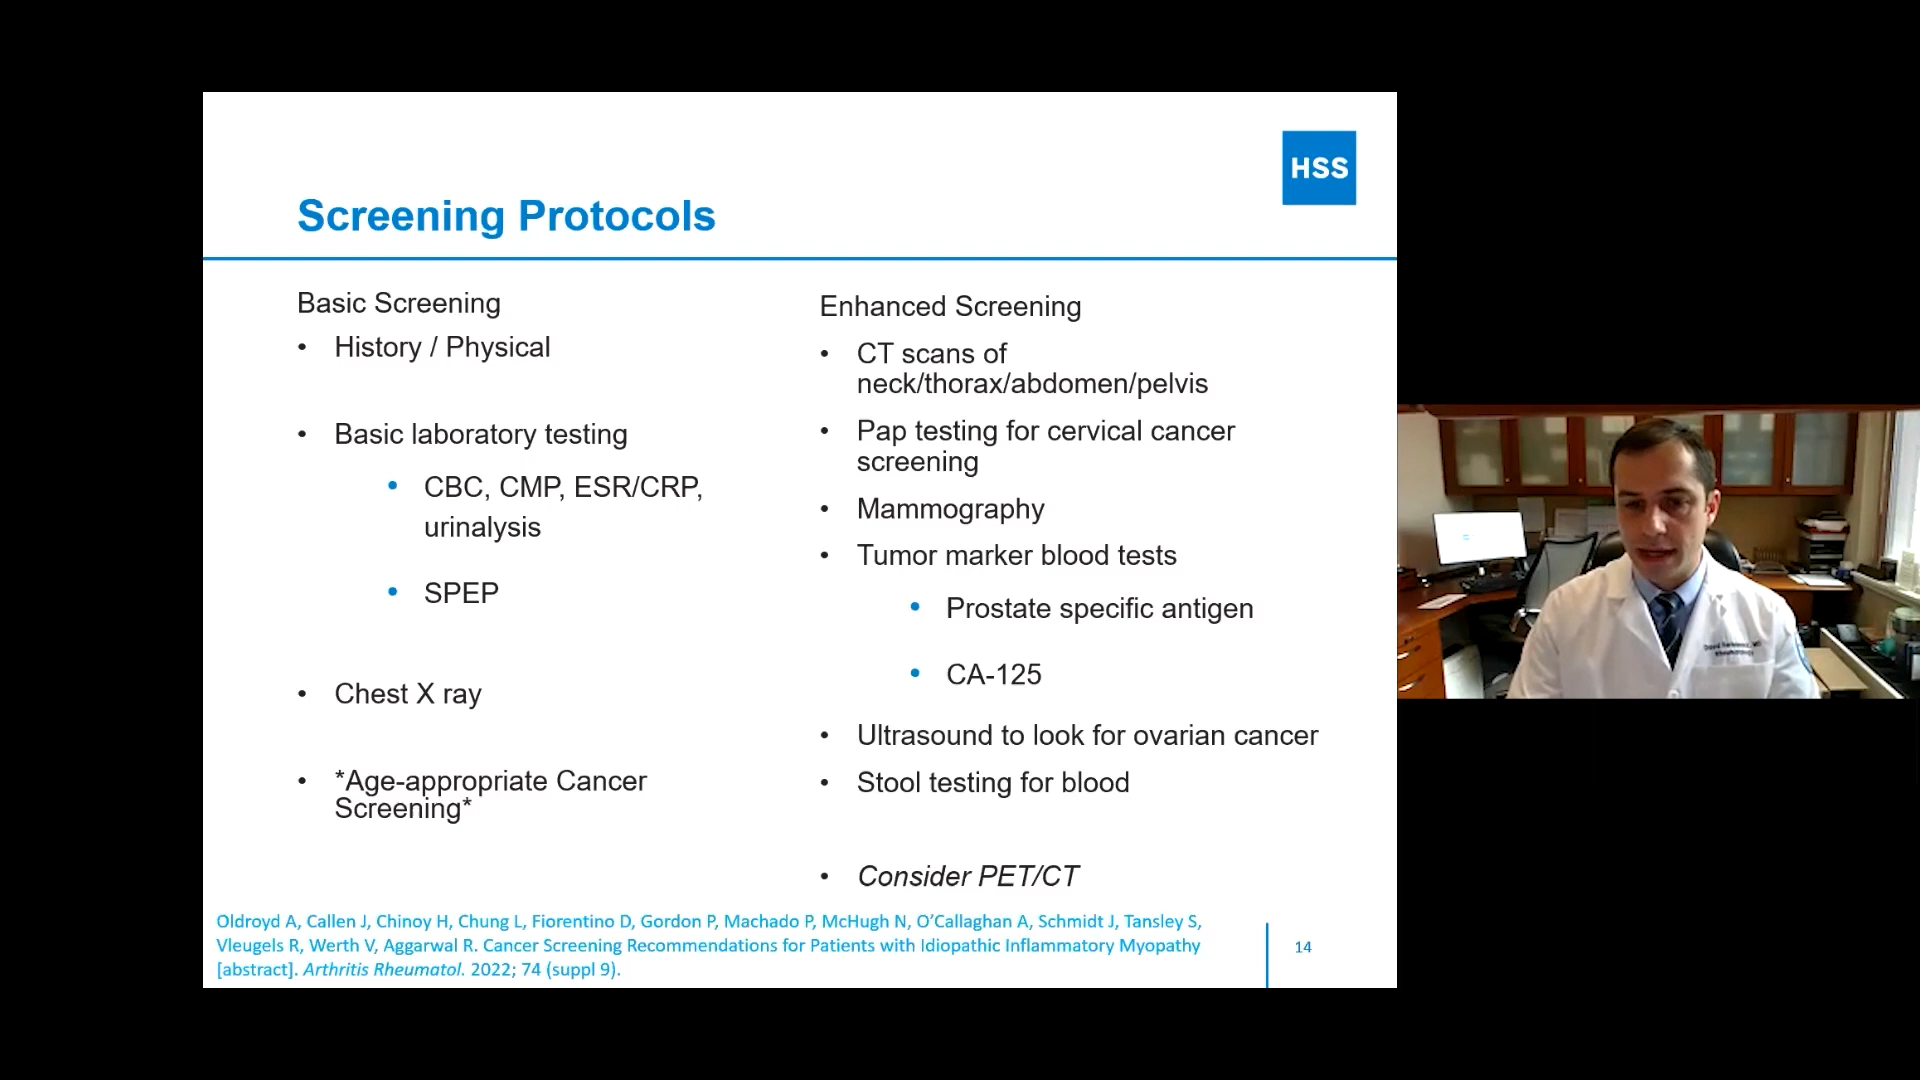 HSS
Screening Protocols
Basic Screening
• History / Physical
• Basic laboratory testing
• CBC, CMP, ESR/CRP,
urinalysis
• SPEP
• Chest X ray
• *Age-appropriate Cancer
Screening*
Enhanced Screening
• CT scans of
neck/thorax/abdomen/pelvis
• Pap testing for cervical cancer
screening
• Mammography
• Tumor marker blood tests
• Prostate specific antigen
• CA-125
• Ultrasound to look for ovarian cancer
• Stool testing for blood
• Consider PET/CT
Oldroyd A, Callen J, Chinoy H, Chung L, Fiorentino D, Gordon P, Machado P, McHugh N, O’Callaghan A, Schmidt J, Tansley S,
Vleugels R, Werth V, Aggarwal R. Cancer Screening Recommendations for Patients with Idiopathic Inflammatory Myopathy
[abstract]. Arthritis Rheumatol. 2022; 74 (suppl 9).
14
David
Rheumatology